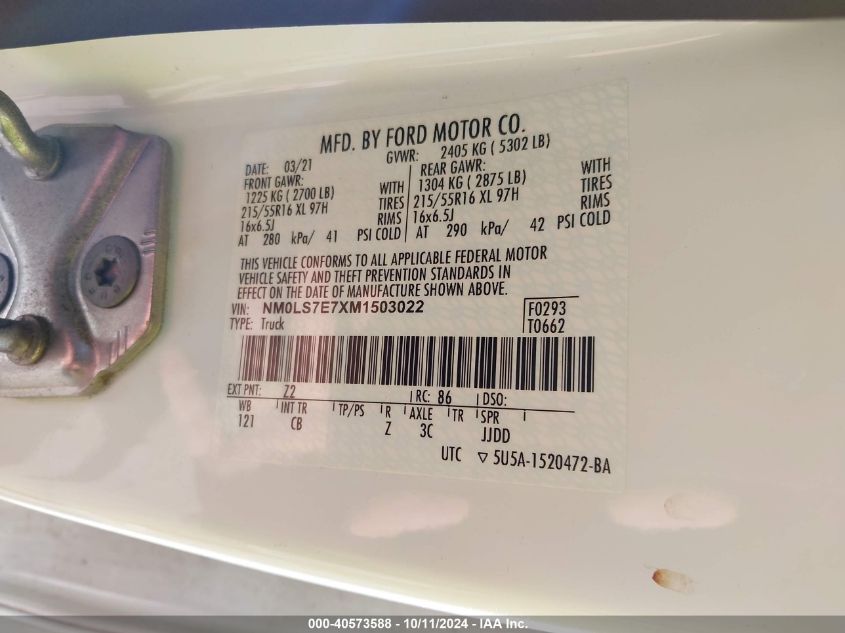 MFD. BY FORD MOTOR CO.
DATE: 03/21 GVWR: 2405 KG ( 5302 LB)
FRONT GAWR: REAR GAWR:
1225 KG ( 2700 LB) WITH 1304 KG ( 2875 LB) WITH
215/55R16 XL 97H TIRES 215/55R16 XL 97H TIRES
16x6.5J RIMS 16x6.5J RIMS
AT 280 kPa/ 41 PSI COLD AT 290 kPa/ 42 PSI COLD
THIS VEHICLE CONFORMS TO ALL APPLICABLE FEDERAL MOTOR
VEHICLE SAFETY AND THEFT PREVENTION STANDARDS IN
EFFECT ON THE DATE OF MANUFACTURE SHOWN ABOVE.
VIN: NM0LS7E7XM1503022 F0293
TYPE: Truck T0662
EXT PNT: Z2 RC: 86 DSO:
WB INT TR TP/PS R AXLE TR SPR
121 CB Z 3C JJDD
UTC ▽ 5U5A-1520472-BA
000-40573588 - 10/11/2024 - IAA Inc.